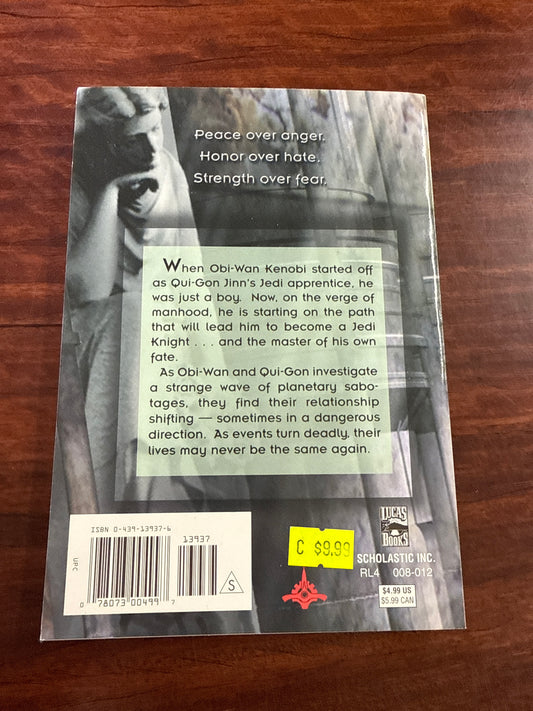 Peace over anger.
Honor over hate.
Strength over fear.
When Obi-Wan Kenobi started off
as Qui-Gon Jinn's Jedi apprentice, he
was just a boy. Now, on the verge of
manhood, he is starting on the path
that will lead him to become a Jedi
Knight . . . and the master of his own
fate.
As Obi-Wan and Qui-Gon investigate
a strange wave of planetary sabo-
tages, they find their relationship
shifting — sometimes in a dangerous
direction. As events turn deadly, their
lives may never be the same again.
ISBN 0-439-13937-6
13937
UPC
0 78073 00499 7
S
C $9.99
LUCAS
BOOKS
SCHOLASTIC INC.
RL4 008-012
$4.99 US
$5.99 CAN